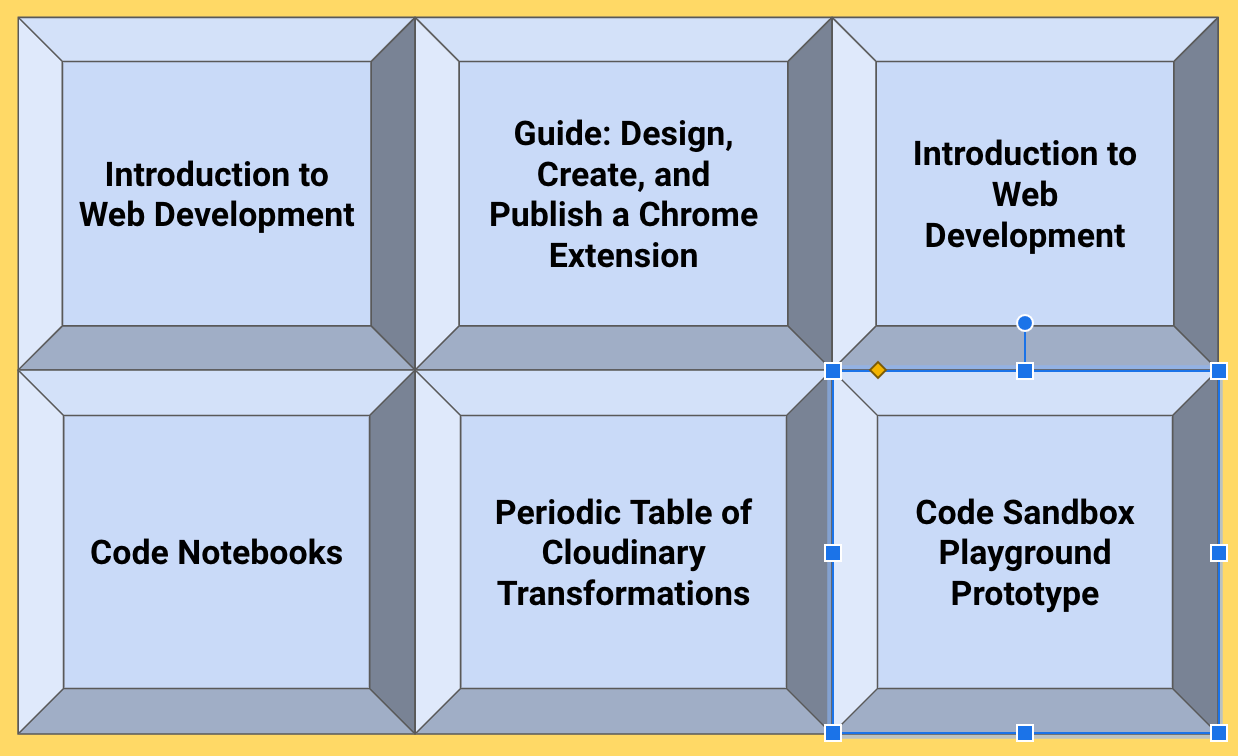 Introduction to
Web Development
Guide: Design,
Create, and
Publish a Chrome
Extension
Introduction to
Web
Development
Code Notebooks
Periodic Table of
Cloudinary
Transformations
Code Sandbox
Playground
Prototype